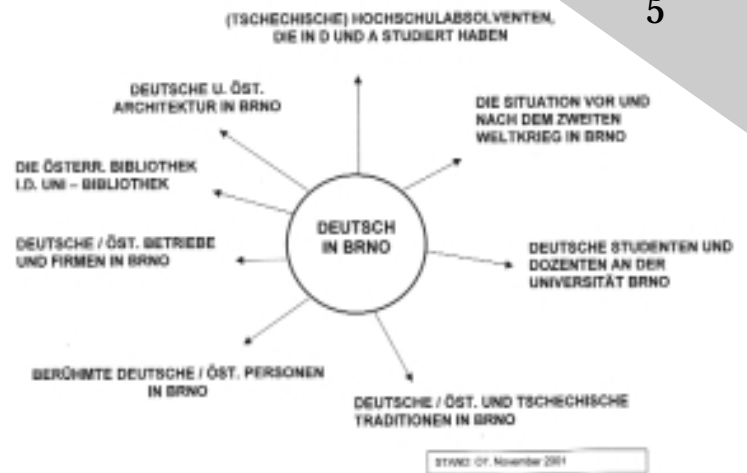 5
(TSCHECHISCHE) HOCHSCHULABSOLVENTEN,
DIE IN D UND A STUDIERT HABEN
DEUTSCHE U. ÖST.
ARCHITEKTUR IN BRNO
DIE SITUATION VOR UND
NACH DEM ZWEITEN
WELTKRIEG IN BRNO
DIE ÖSTERR. BIBLIOTHEK
I.D. UNI – BIBLIOTHEK
DEUTSCH
IN BRNO
DEUTSCHE / ÖST. BETRIEBE
UND FIRMEN IN BRNO
DEUTSCHE STUDENTEN UND
DOZENTEN AN DER
UNIVERSITÄT BRNO
BERÜHMTE DEUTSCHE / ÖST. PERSONEN
IN BRNO
DEUTSCHE / ÖST. UND TSCHECHISCHE
TRADITIONEN IN BRNO
STAND: 07. November 2001